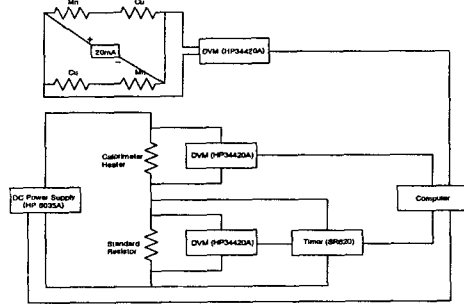 Mn Cu
+
20mA
−
Cu Mn
DVM (HP34420A)
Calorimeter
Heater
DVM (HP34420A)
DC Power Supply
(HP 6035A)
Computer
Standard
Resistor
DVM (HP34420A)
Timer (SR620)